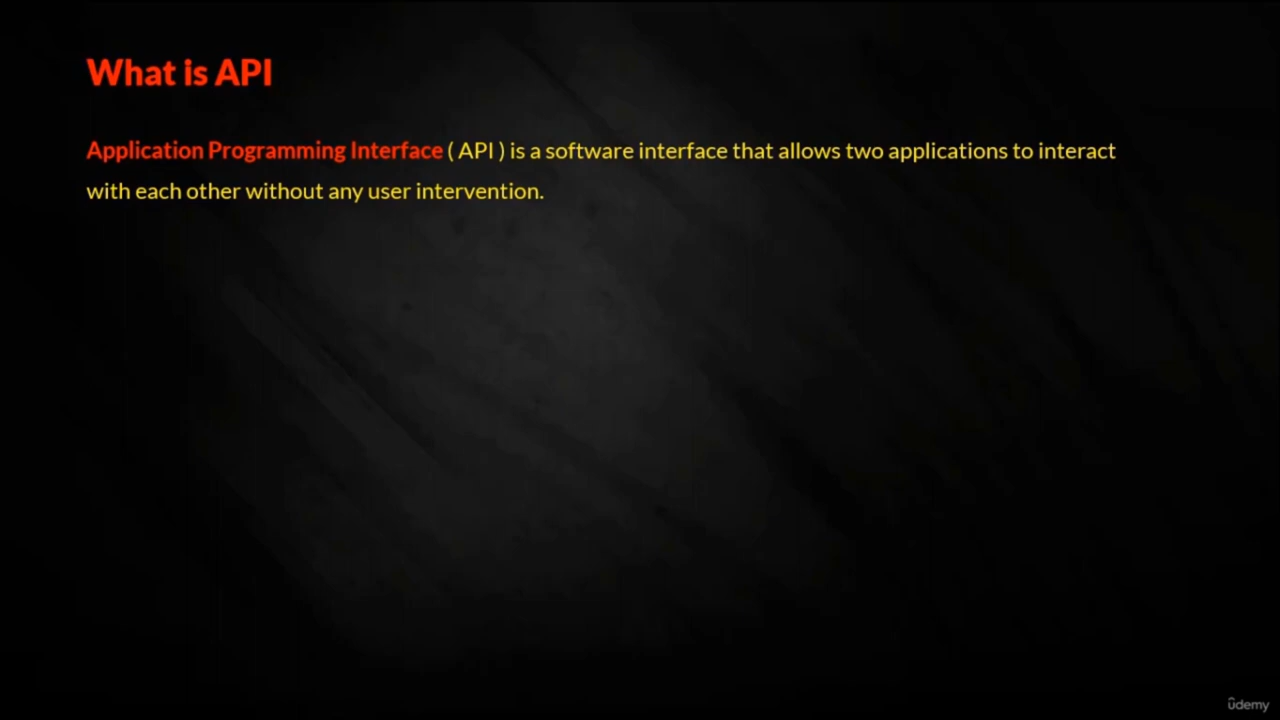 What is API
Application Programming Interface ( API ) is a software interface that allows two applications to interact
with each other without any user intervention.
ûdemy